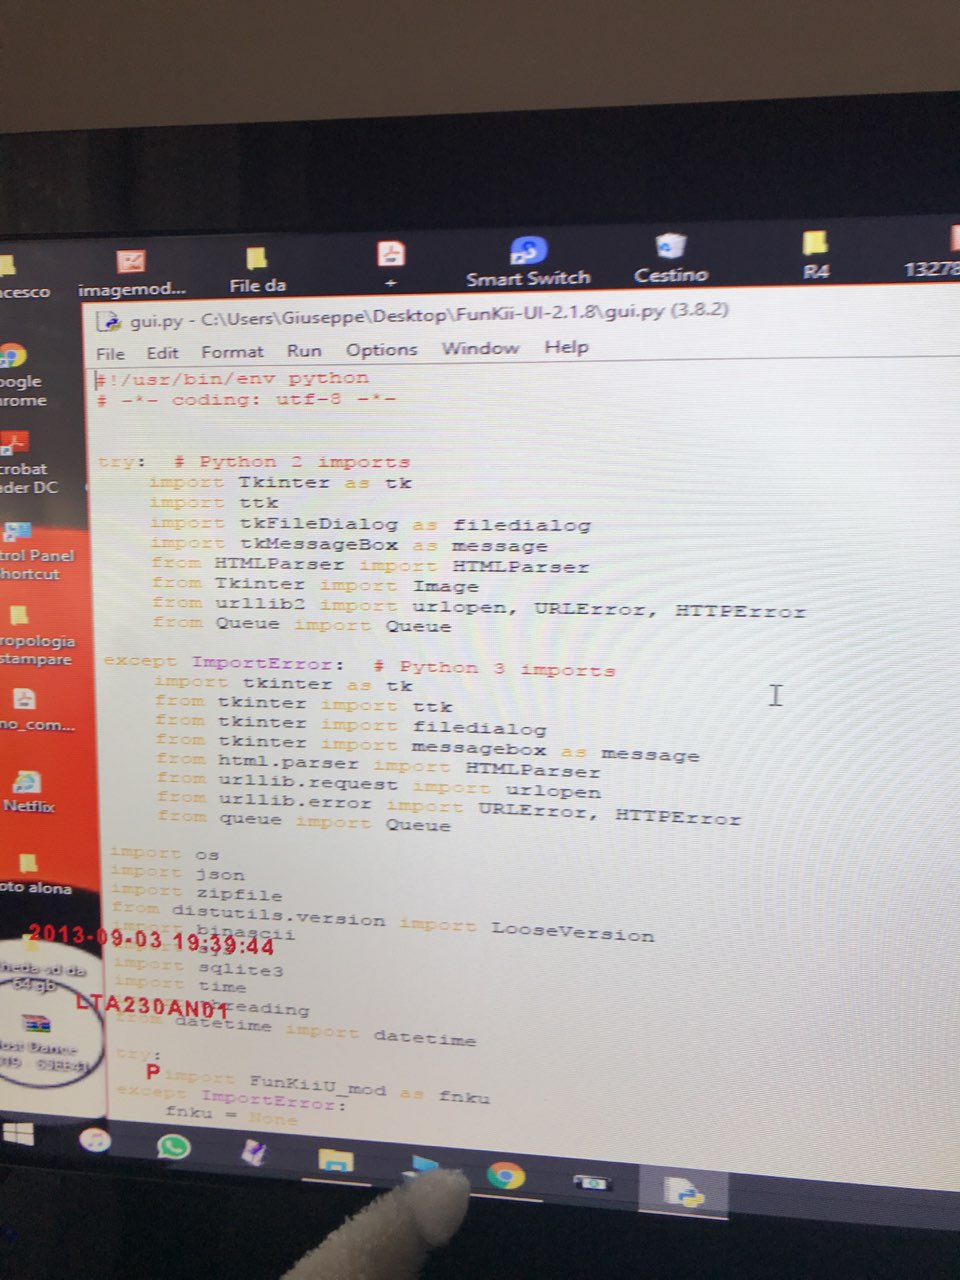 imagemod...
File da
+
Smart Switch
Cestino
R4
13278
gui.py - C:\Users\Giuseppe\Desktop\FunKii-UI-2.1.8\gui.py (3.8.2)
File Edit Format Run Options Window Help
#!/usr/bin/env python
# -*- coding: utf-8 -*-
try:  # Python 2 imports
    import Tkinter as tk
    import ttk
    import tkFileDialog as filedialog
    import tkMessageBox as message
    from HTMLParser import HTMLParser
    from Tkinter import Image
    from urllib2 import urlopen, URLError, HTTPError
    from Queue import Queue
except ImportError:  # Python 3 imports
    import tkinter as tk
    from tkinter import ttk
    from tkinter import filedialog
    from tkinter import messagebox as message
    from html.parser import HTMLParser
    from urllib.request import urlopen
    from urllib.error import URLError, HTTPError
    from queue import Queue
import os
import json
import zipfile
from distutils.version import LooseVersion
import binascii
import sys
import sqlite3
import time
import threading
from datetime import datetime
try:
    import FunKiiU_mod as fnku
except ImportError:
    fnku = None
cesco
oogle
rome
crobat
der DC
trol Panel
hortcut
ropologia
stampare
no_com...
Netflix
oto alona
2013-09-03 19:39:44
sd da
64 gb
LTA230AN01
P